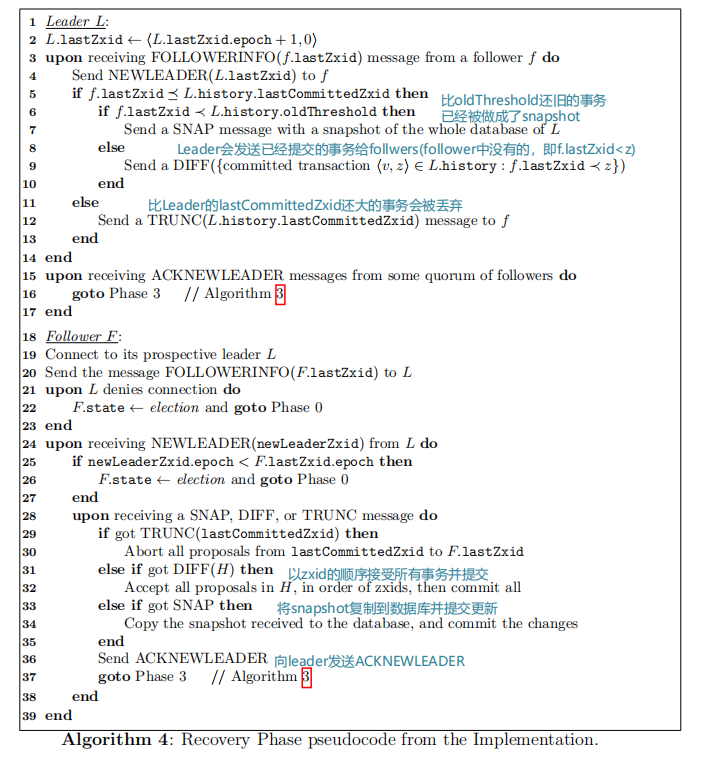 1 Leader L:
2 L.lastZxid ← ⟨L.lastZxid.epoch + 1, 0⟩
3 upon receiving FOLLOWERINFO(f.lastZxid) message from a follower f do
4 Send NEWLEADER(L.lastZxid) to f
5 if f.lastZxid ⪯ L.history.lastCommittedZxid then 比oldThreshold还旧的事务
6 if f.lastZxid ≺ L.history.oldThreshold then 已经被做成了snapshot
7 Send a SNAP message with a snapshot of the whole database of L
8 else Leader会发送已经提交的事务给follwers(follower中没有的，即f.lastZxid<z)
9 Send a DIFF({committed transaction ⟨v, z⟩ ∈ L.history : f.lastZxid ≺ z})
10 end
11 else 比Leader的lastCommittedZxid还大的事务会被丢弃
12 Send a TRUNC(L.history.lastCommittedZxid) message to f
13 end
14 end
15 upon receiving ACKNEWLEADER messages from some quorum of followers do
16 goto Phase 3 // Algorithm 3
17 end
18 Follower F:
19 Connect to its prospective leader L
20 Send the message FOLLOWERINFO(F.lastZxid) to L
21 upon L denies connection do
22 F.state ← election and goto Phase 0
23 end
24 upon receiving NEWLEADER(newLeaderZxid) from L do
25 if newLeaderZxid.epoch < F.lastZxid.epoch then
26 F.state ← election and goto Phase 0
27 end
28 upon receiving a SNAP, DIFF, or TRUNC message do
29 if got TRUNC(lastCommittedZxid) then
30 Abort all proposals from lastCommittedZxid to F.lastZxid
31 else if got DIFF(H) then 以zxid的顺序接受所有事务并提交
32 Accept all proposals in H, in order of zxids, then commit all
33 else if got SNAP then 将snapshot复制到数据库并提交更新
34 Copy the snapshot received to the database, and commit the changes
35 end
36 Send ACKNEWLEADER 向leader发送ACKNEWLEADER
37 goto Phase 3 // Algorithm 3
38 end
39 end
Algorithm 4: Recovery Phase pseudocode from the Implementation.